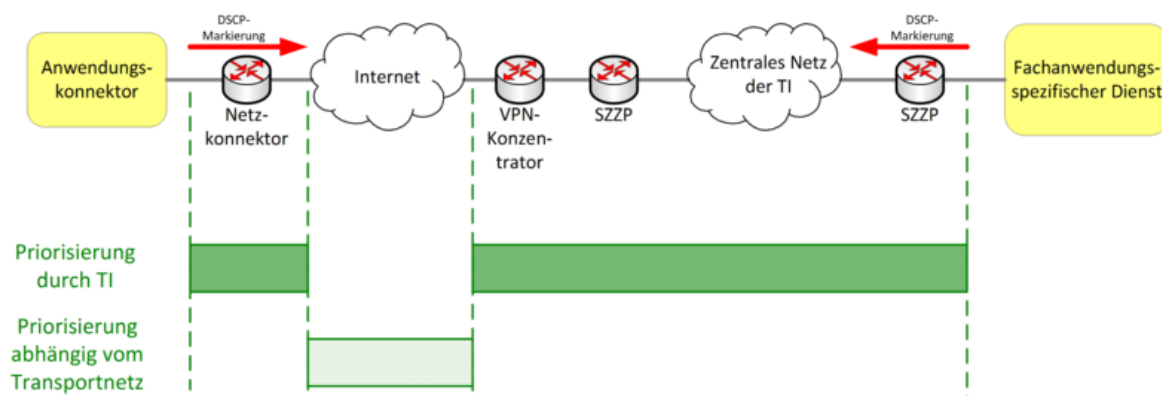 DSCP-
Markierung
DSCP-
Markierung
Anwendungs-
konnektor
Internet
Zentrales Netz
der TI
Fachanwendungs-
spezifischer Dienst
Netz-
konnektor
VPN-
Konzen-
trator
SZZP
SZZP
Priorisierung
durch TI
Priorisierung
abhängig vom
Transportnetz